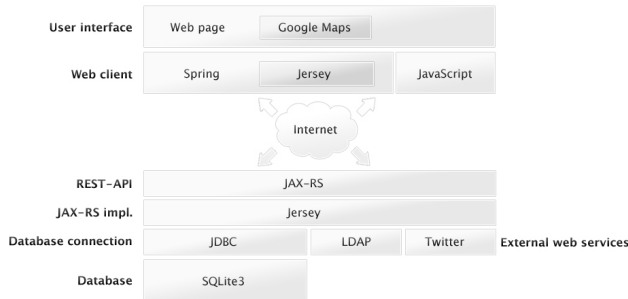 User interface Web page Google Maps
Web client Spring Jersey JavaScript
Internet
REST-API JAX-RS
JAX-RS impl. Jersey
Database connection JDBC LDAP Twitter External web services
Database SQLite3